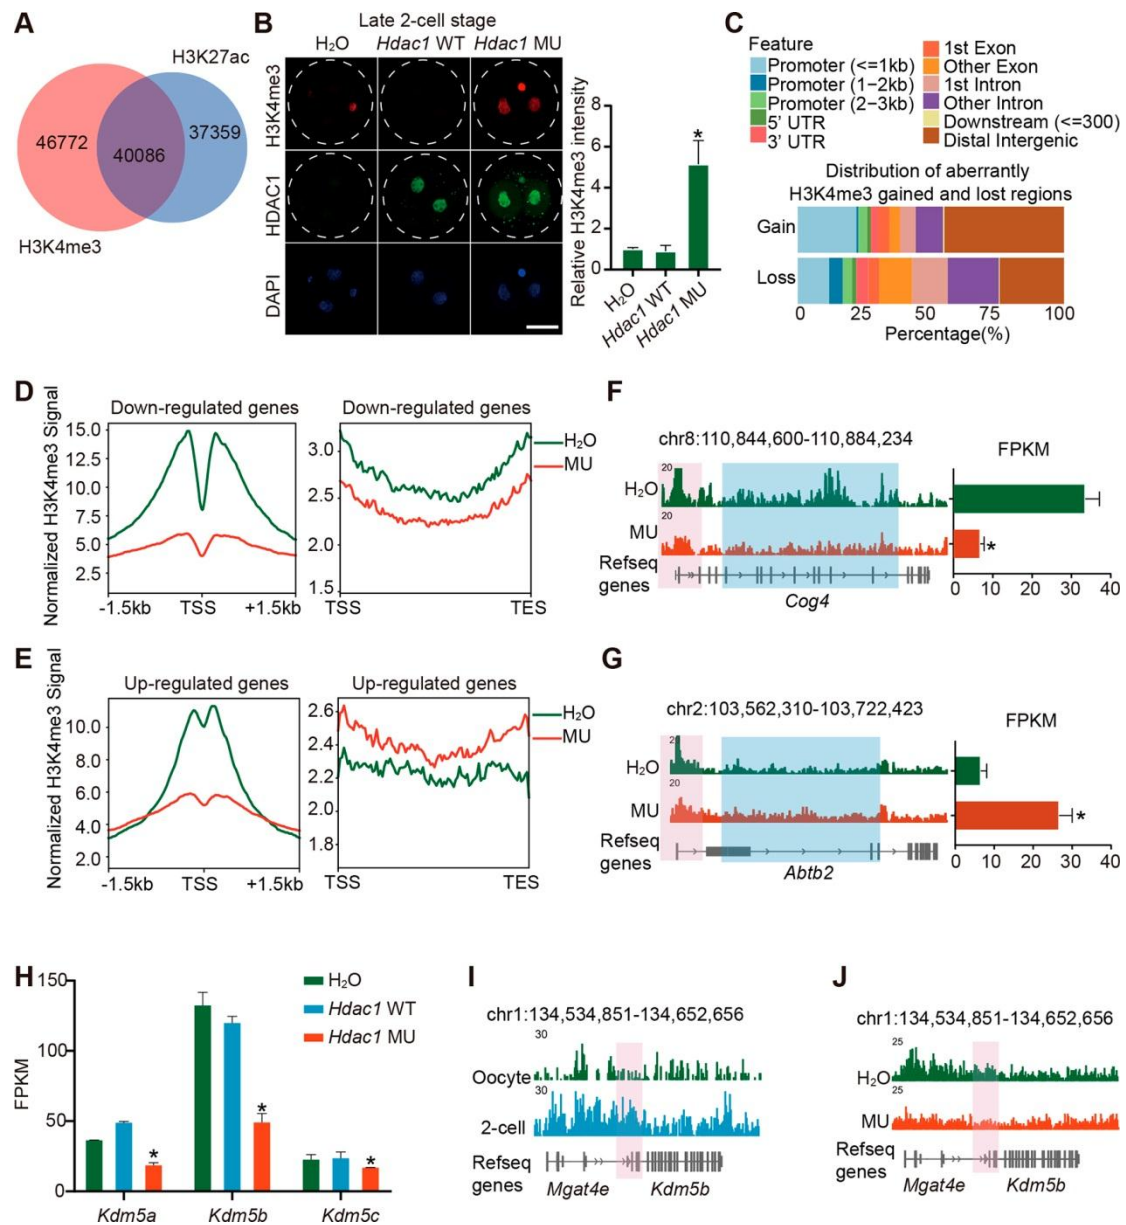 A
H3K27ac
46772
40086
37359
H3K4me3
B
Late 2-cell stage
H₂O
Hdac1 WT
Hdac1 MU
H3K4me3
HDAC1
DAPI
Relative H3K4me3 intensity
8
6
4
2
0
*
H₂O
Hdac1 WT
Hdac1 MU
C
Feature
Promoter (<=1kb)
Promoter (1−2kb)
Promoter (2−3kb)
5' UTR
3' UTR
1st Exon
Other Exon
1st Intron
Other Intron
Downstream (<=300)
Distal Intergenic
Distribution of aberrantly
H3K4me3 gained and lost regions
Gain
Loss
0 25 50 75 100
Percentage(%)
D
Normalized H3K4me3 Signal
Down-regulated genes
15.0
12.5
10.0
7.5
5.0
2.5
-1.5kb TSS +1.5kb
Down-regulated genes
3.0
2.5
2.0
1.5
TSS TES
H₂O
MU
E
Normalized H3K4me3 Signal
Up-regulated genes
10.0
8.0
6.0
4.0
2.0
-1.5kb TSS +1.5kb
Up-regulated genes
2.6
2.4
2.2
2.0
1.8
TSS TES
H₂O
MU
F
chr8:110,844,600-110,884,234
FPKM
20
H₂O
20
MU
*
Refseq
genes
Cog4
0 10 20 30 40
G
chr2:103,562,310-103,722,423
FPKM
H₂O
20
MU
*
Refseq
genes
Abtb2
0 10 20 30 40
H
FPKM
150
100
50
0
H₂O
Hdac1 WT
Hdac1 MU
*
*
*
Kdm5a Kdm5b Kdm5c
I
chr1:134,534,851-134,652,656
30
Oocyte
30
2-cell
Refseq
genes
Mgat4e Kdm5b
J
chr1:134,534,851-134,652,656
25
H₂O
25
MU
Refseq
genes
Mgat4e Kdm5b